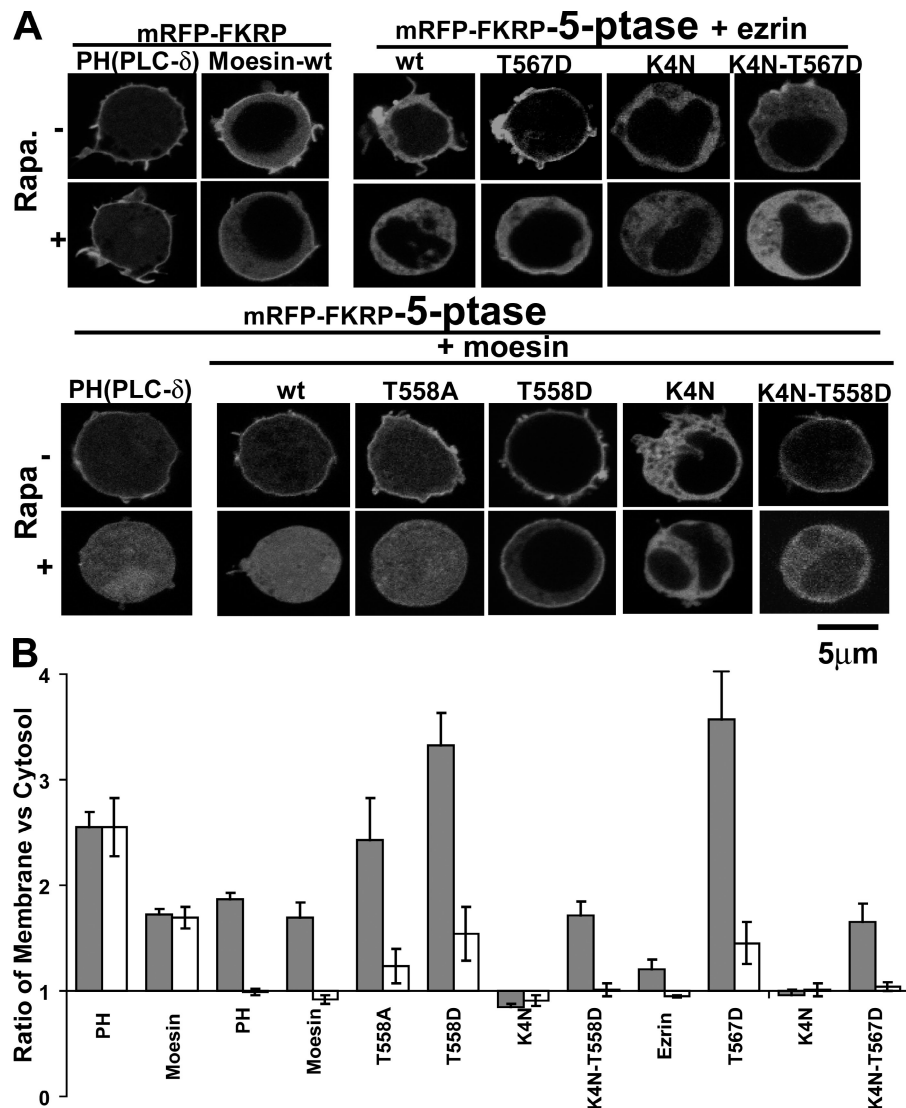 A
mRFP-FKRP
mRFP-FKRP-5-ptase + ezrin
PH(PLC-δ) Moesin-wt wt T567D K4N K4N-T567D
Rapa.
-
+
mRFP-FKRP-5-ptase
+ moesin
PH(PLC-δ) wt T558A T558D K4N K4N-T558D
Rapa
-
+
5μm
B
Ratio of Membrane vs Cytosol
4
3
2
1
0
PH
Moesin
PH
Moesin
T558A
T558D
K4N
K4N-T558D
Ezrin
T567D
K4N
K4N-T567D